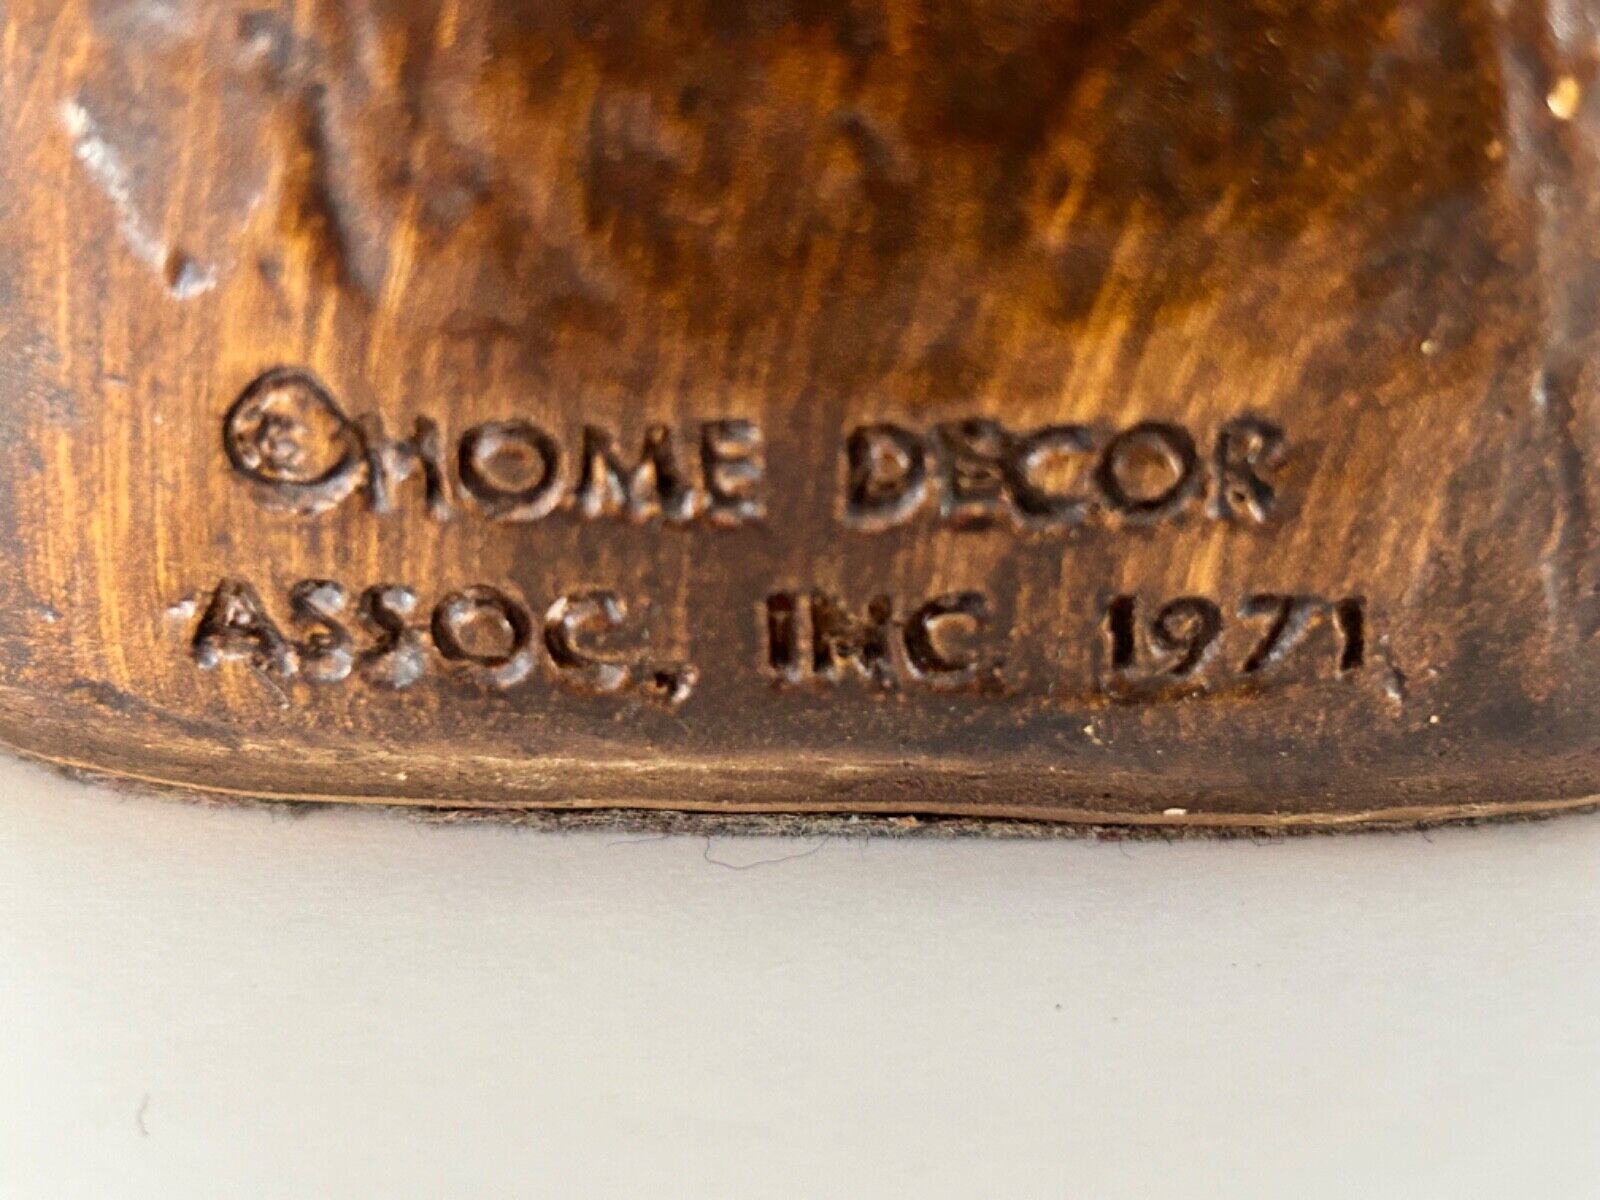 ©HOME DECOR
ASSOC., INC. 1971